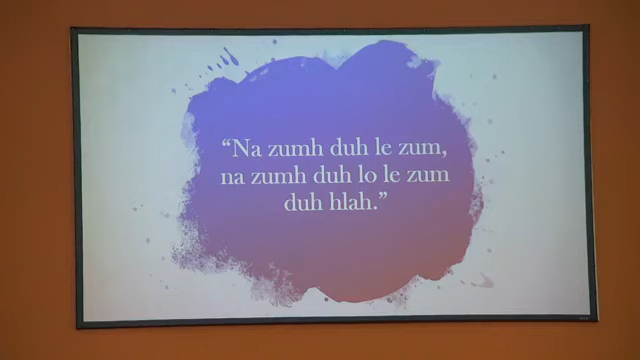 “Na zumh duh le zum,
na zumh duh lo le zum
duh hlah.”